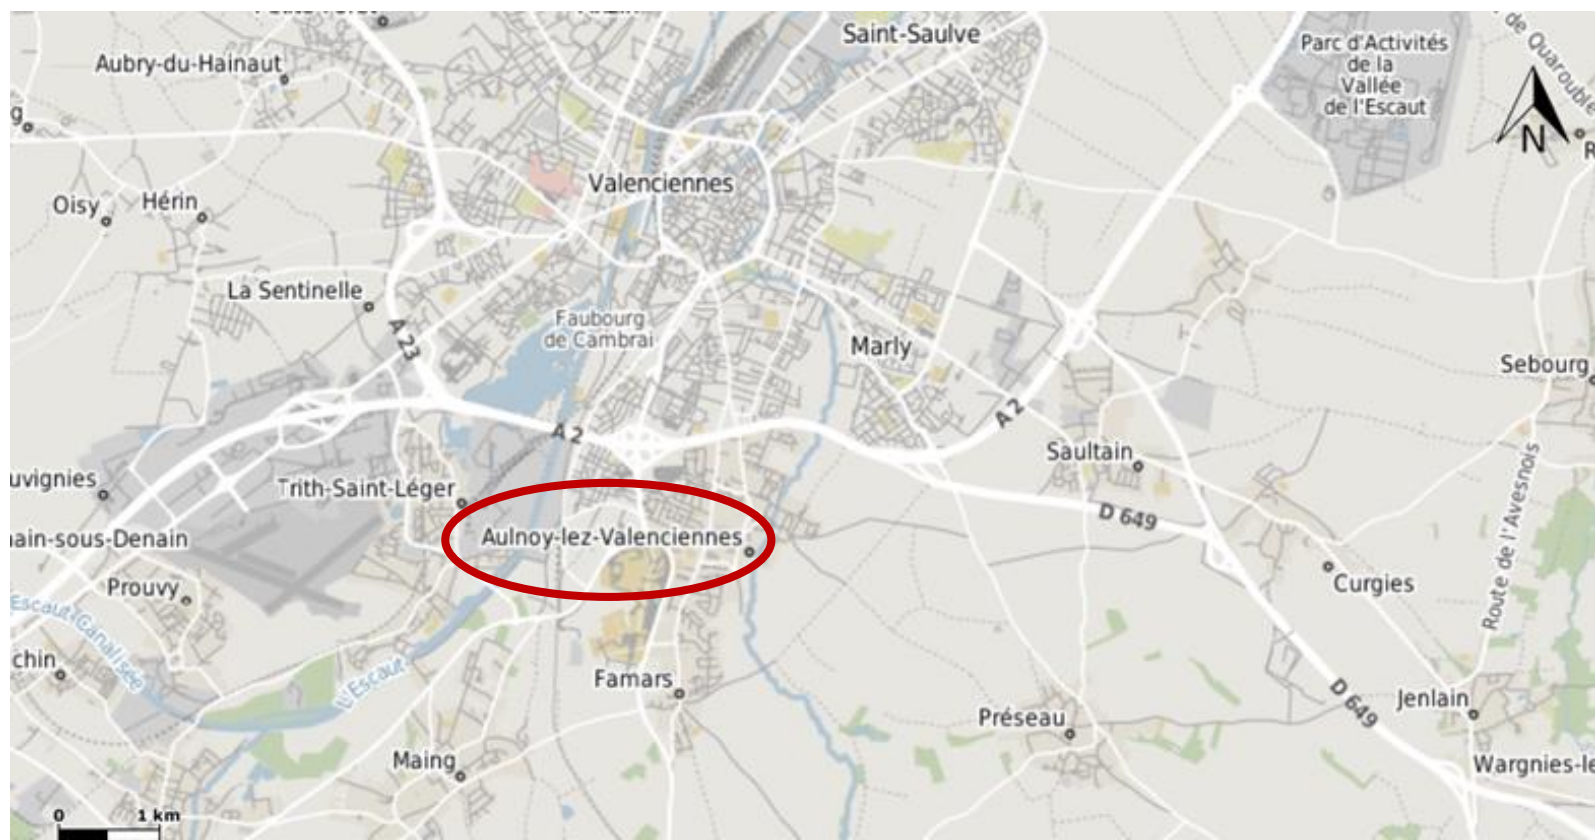 Saint-Saulve
Aubry-du-Hainaut
Parc d'Activités
de la
Vallée
de l'Escaut
de Quarouble
N
Valenciennes
Oisy
Hérin
La Sentinelle
Faubourg
de Cambrai
A 23
Marly
Sebourg
A 2
A 2
Saultain
uvignies
Trith-Saint-Léger
Route de l'Avesnois
D 649
Aulnoy-lez-Valenciennes
ain-sous-Denain
Prouvy
Curgies
Escaut Canalisée
chin
L'Escaut
Famars
D 649
Jenlain
Préseau
Maing
Wargnies-le
0 1 km